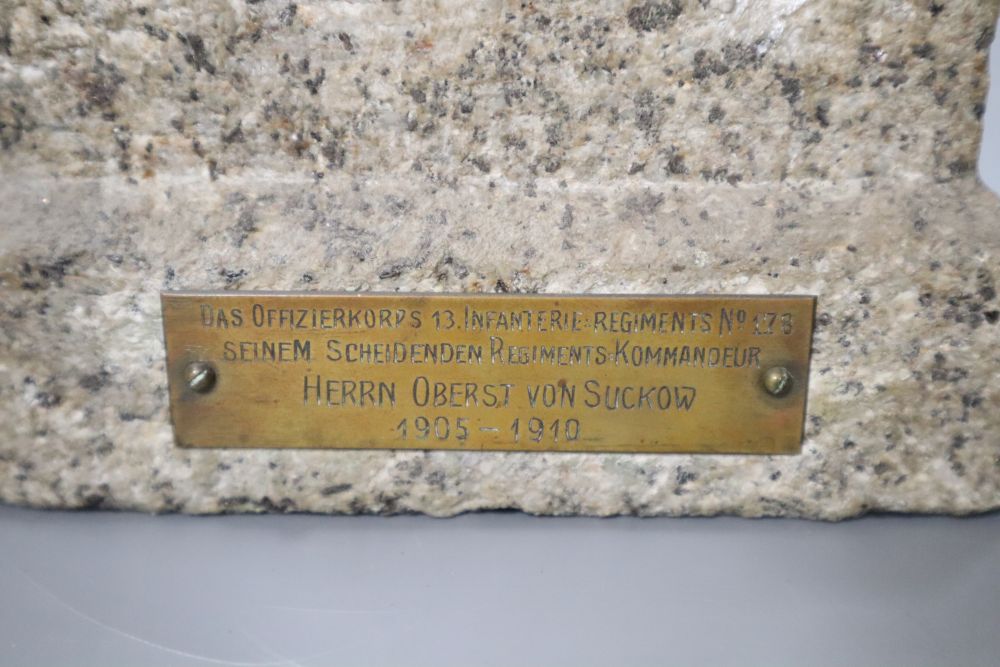 DAS OFFIZIERKORPS 13. INFANTERIE=REGIMENTS Nº 178
SEINEM SCHEIDENDEN REGIMENTS=KOMMANDEUR
HERRN OBERST VON SUCKOW
1905 – 1910